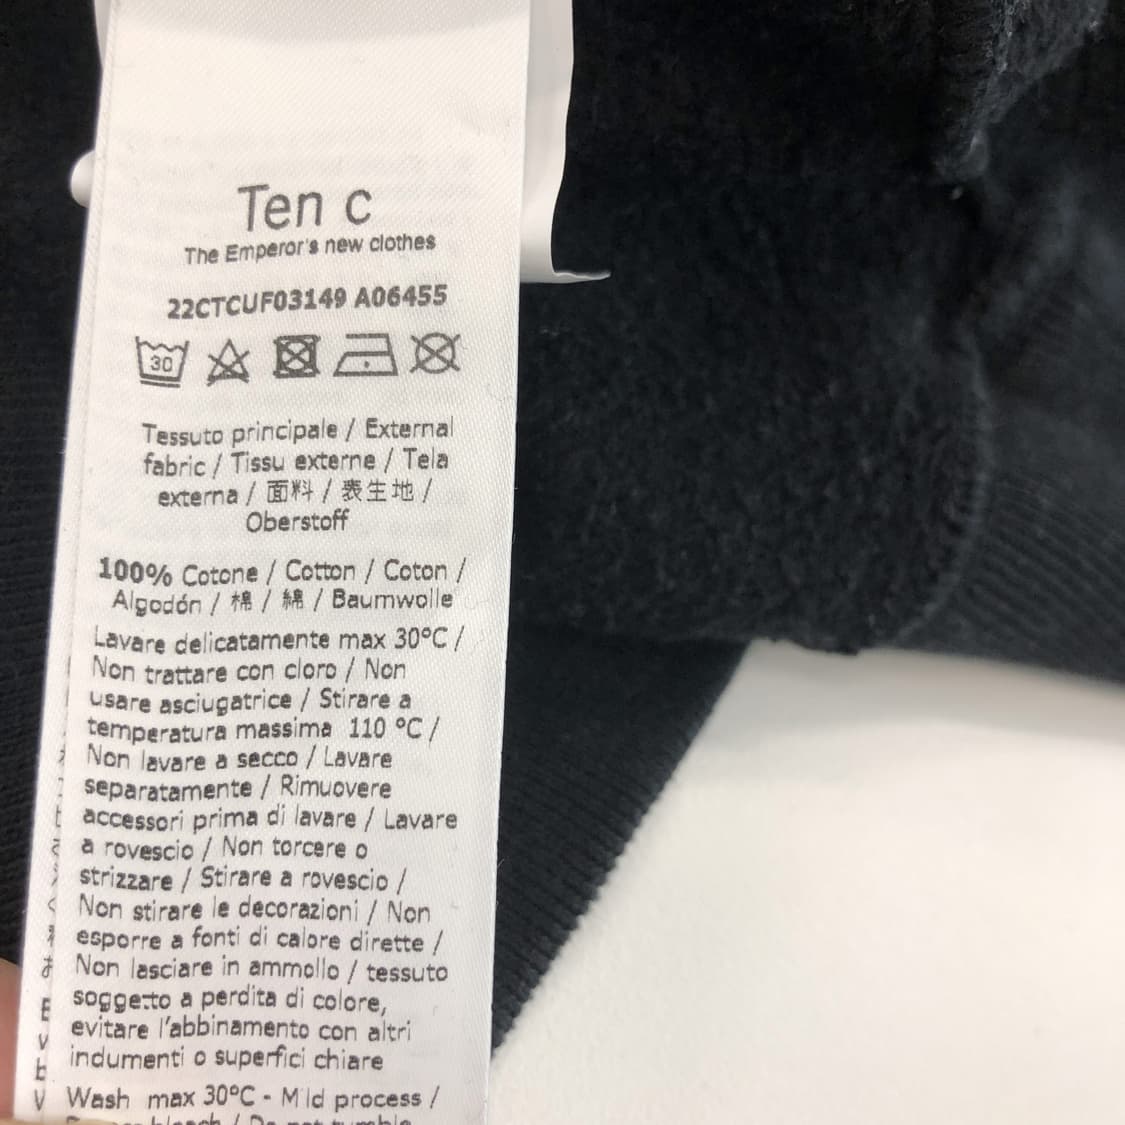 Ten c
The Emperor's new clothes
22CTCUF03149 A06455
30
Tessuto principale / External
fabric / Tissu externe / Tela
externa / 面料 / 表生地 /
Oberstoff
100% Cotone / Cotton / Coton /
Algodón / 棉 / 綿 / Baumwolle
Lavare delicatamente max 30°C /
Non trattare con cloro / Non
usare asciugatrice / Stirare a
temperatura massima 110 °C /
Non lavare a secco / Lavare
separatamente / Rimuovere
accessori prima di lavare / Lavare
a rovescio / Non torcere o
strizzare / Stirare a rovescio /
Non stirare le decorazioni / Non
esporre a fonti di calore dirette /
Non lasciare in ammollo / tessuto
soggetto a perdita di colore,
evitare l'abbinamento con altri
indumenti o superfici chiare
Wash max 30°C - Mild process /